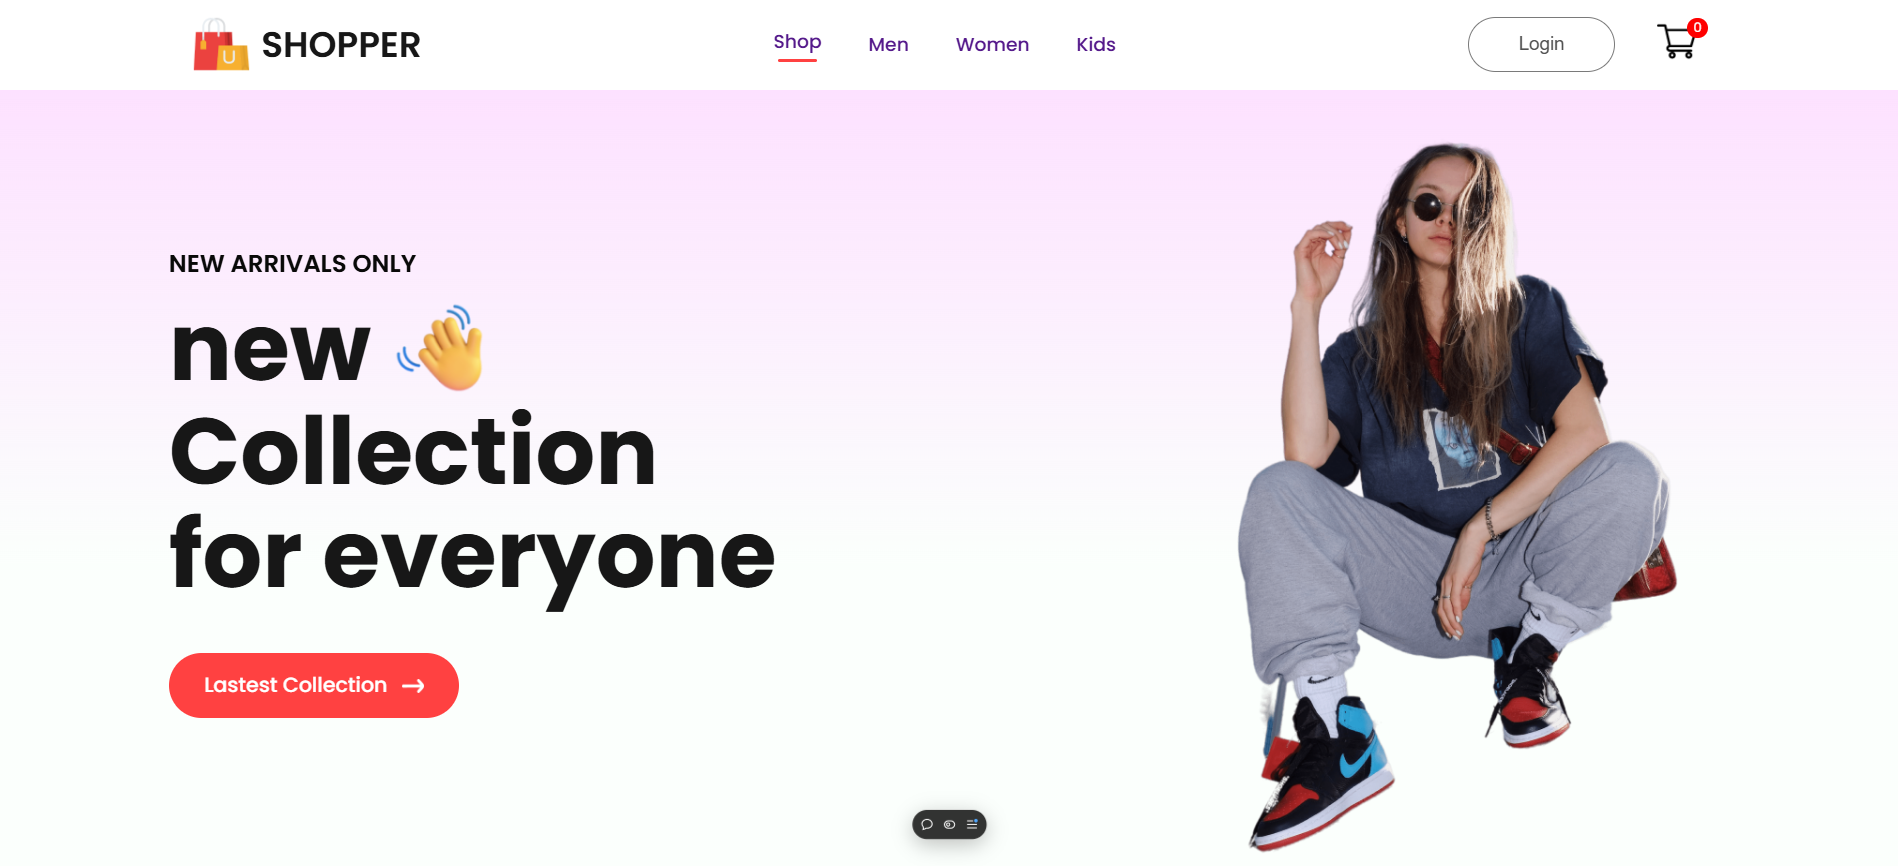 SHOPPER
Shop Men Women Kids
Login
0
NEW ARRIVALS ONLY
new
Collection
for everyone
Lastest Collection